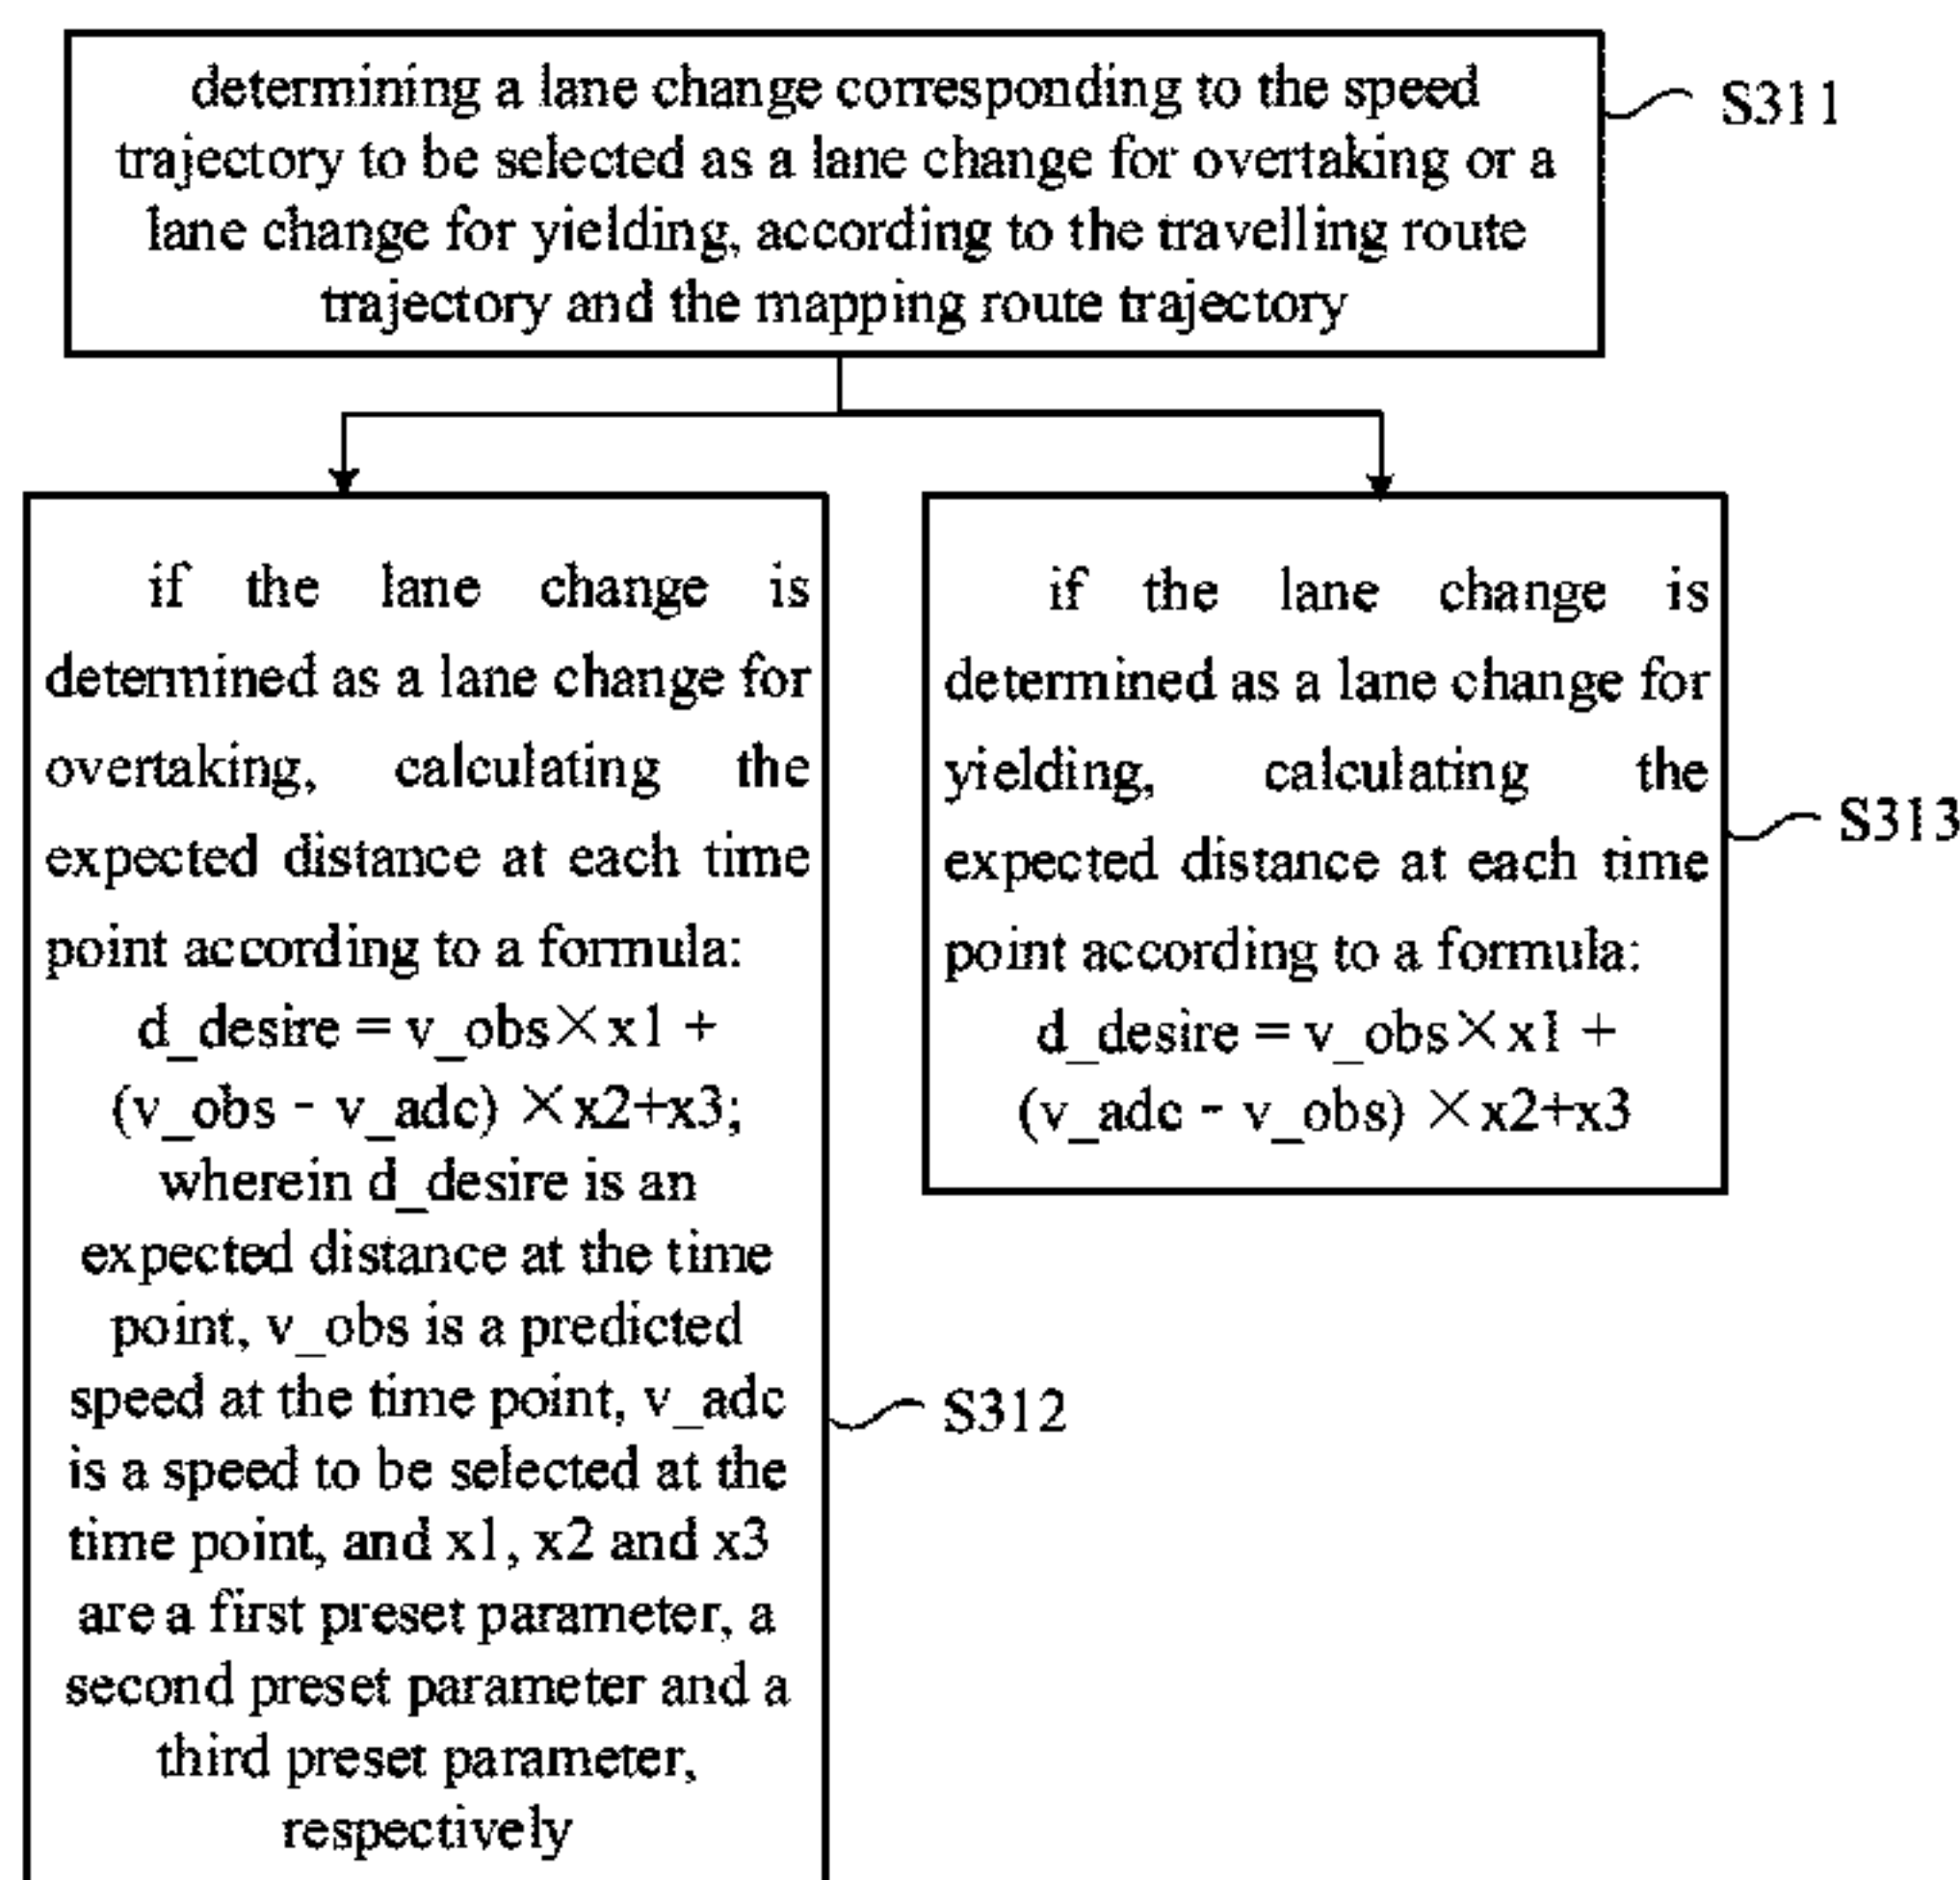 determining a lane change corresponding to the speed
trajectory to be selected as a lane change for overtaking or a
lane change for yielding, according to the travelling route
trajectory and the mapping route trajectory
S311
if the lane change is
determined as a lane change for
overtaking, calculating the
expected distance at each time
point according to a formula:
d_desire = v_obs×x1 +
(v_obs - v_adc) ×x2+x3;
wherein d_desire is an
expected distance at the time
point, v_obs is a predicted
speed at the time point, v_adc
is a speed to be selected at the
time point, and x1, x2 and x3
are a first preset parameter, a
second preset parameter and a
third preset parameter,
respectively
S312
if the lane change is
determined as a lane change for
yielding, calculating the
expected distance at each time
point according to a formula:
d_desire = v_obs×x1 +
(v_adc - v_obs) ×x2+x3
S313